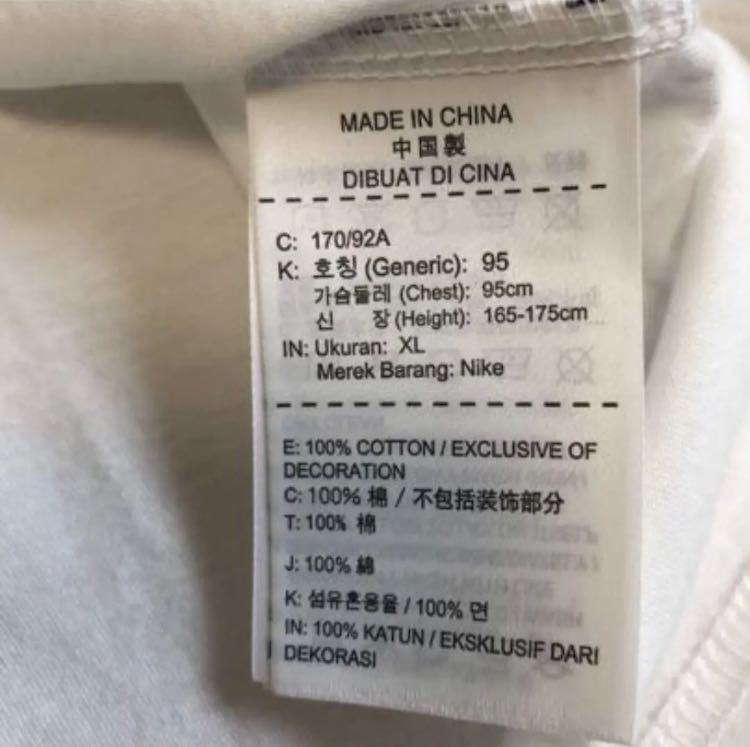 MADE IN CHINA
中国製
DIBUAT DI CINA
C: 170/92A
K: 호칭 (Generic): 95
가슴둘레 (Chest): 95cm
신 장 (Height): 165-175cm
IN: Ukuran: XL
Merek Barang: Nike
E: 100% COTTON / EXCLUSIVE OF
DECORATION
C: 100% 棉 / 不包括装饰部分
T: 100% 棉
J: 100% 綿
K: 섬유혼용율 / 100% 면
IN: 100% KATUN / EKSKLUSIF DARI
DEKORASI